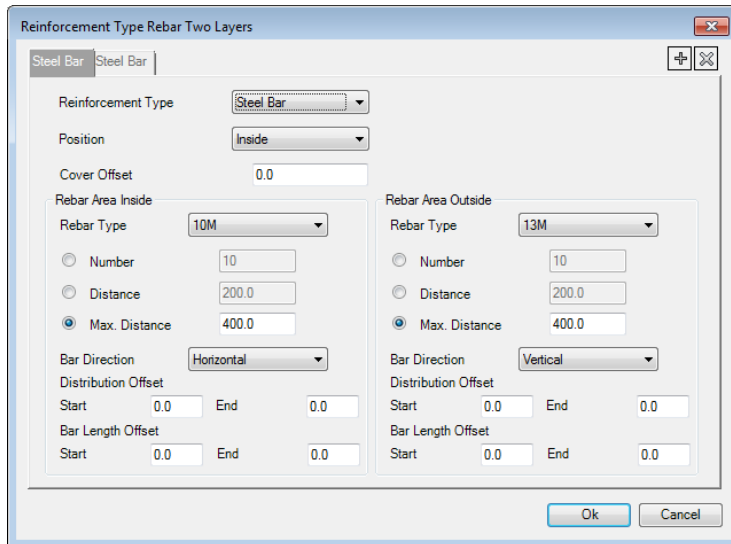 Reinforcement Type Rebar Two Layers
Steel Bar Steel Bar
Reinforcement Type Steel Bar
Position Inside
Cover Offset 0.0
Rebar Area Inside Rebar Area Outside
Rebar Type 10M Rebar Type 13M
Number 10 Number 10
Distance 200.0 Distance 200.0
Max. Distance 400.0 Max. Distance 400.0
Bar Direction Horizontal Bar Direction Vertical
Distribution Offset Distribution Offset
Start 0.0 End 0.0 Start 0.0 End 0.0
Bar Length Offset Bar Length Offset
Start 0.0 End 0.0 Start 0.0 End 0.0
Ok Cancel